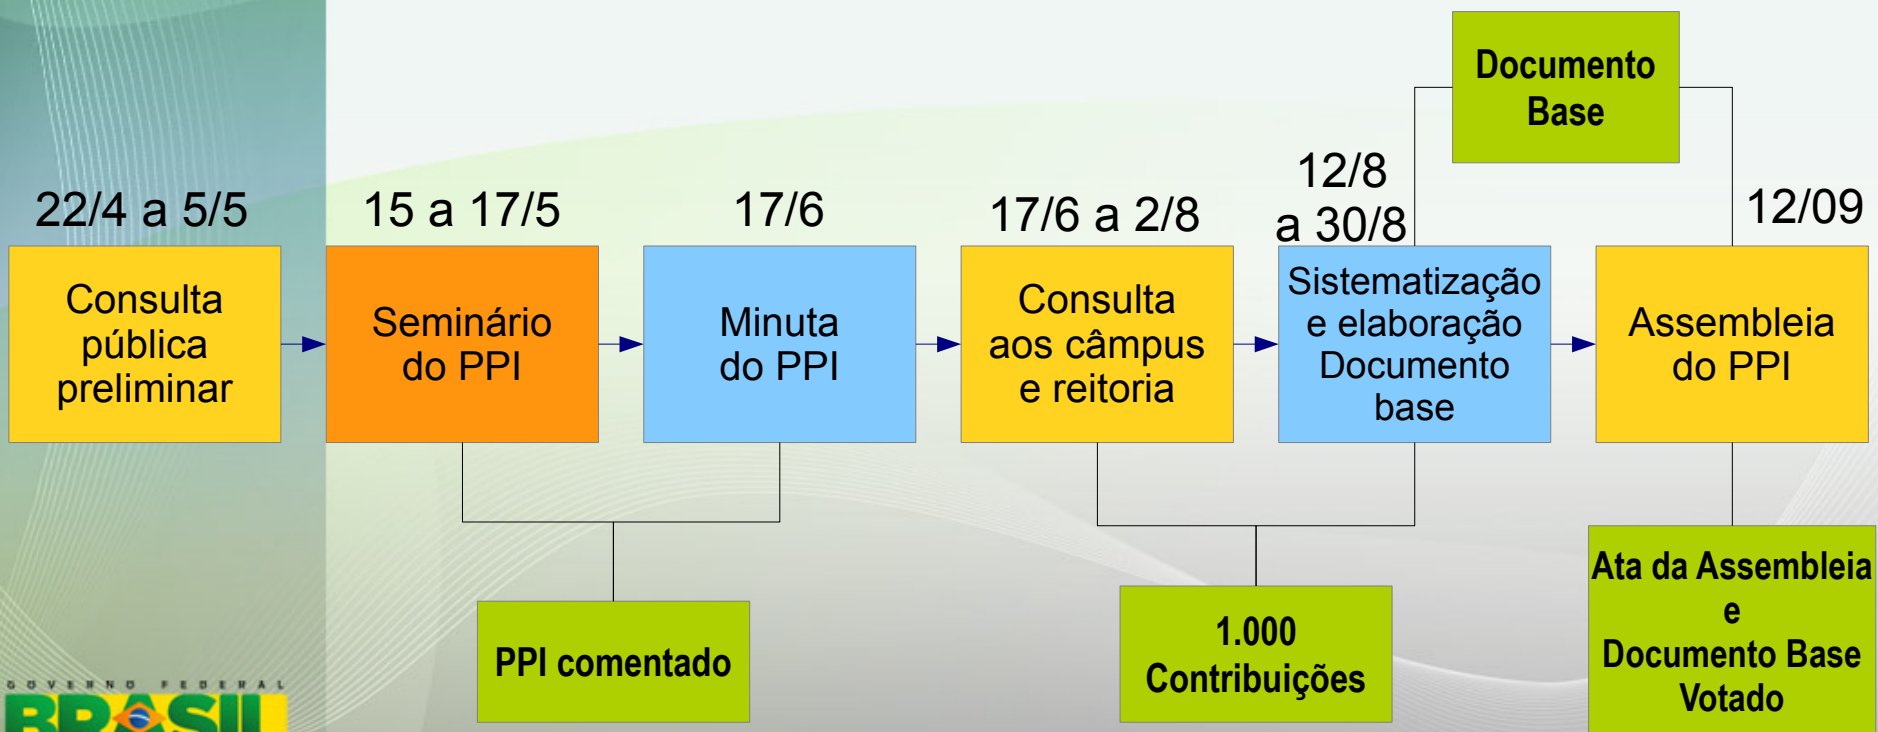 Documento
Base
22/4 a 5/5
15 a 17/5
17/6
17/6 a 2/8
12/8
a 30/8
12/09
Consulta
pública
preliminar
Seminário
do PPI
Minuta
do PPI
Consulta
aos câmpus
e reitoria
Sistematização
e elaboração
Documento
base
Assembleia
do PPI
PPI comentado
1.000
Contribuições
Ata da Assembleia
e
Documento Base
Votado
GOVERNO FEDERAL
BRASIL